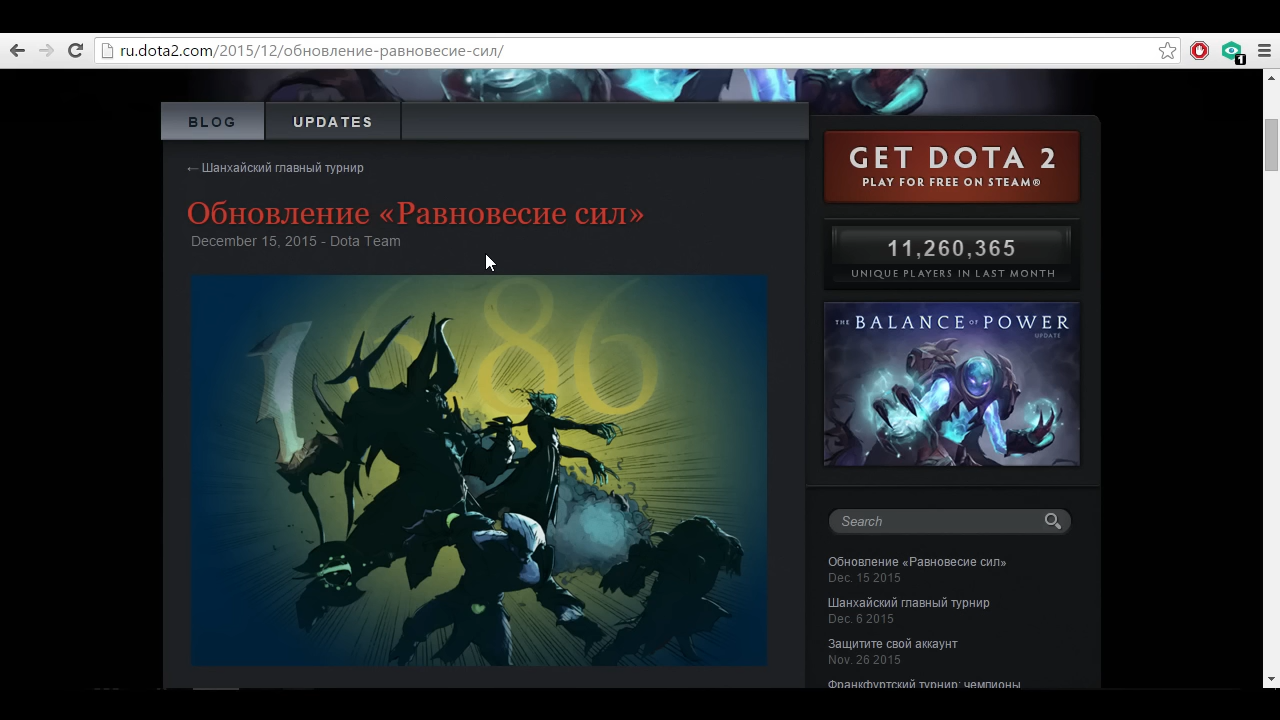 ru.dota2.com/2015/12/обновление-равновесие-сил/
1
BLOG
UPDATES
← Шанхайский главный турнир
Обновление «Равновесие сил»
December 15, 2015 - Dota Team
686
GET DOTA 2
PLAY FOR FREE ON STEAM®
11,260,365
UNIQUE PLAYERS IN LAST MONTH
THE BALANCE OF POWER
UPDATE
Search
Обновление «Равновесие сил»
Dec. 15 2015
Шанхайский главный турнир
Dec. 6 2015
Защитите свой аккаунт
Nov. 26 2015
Франкфуртский турнир: чемпионы